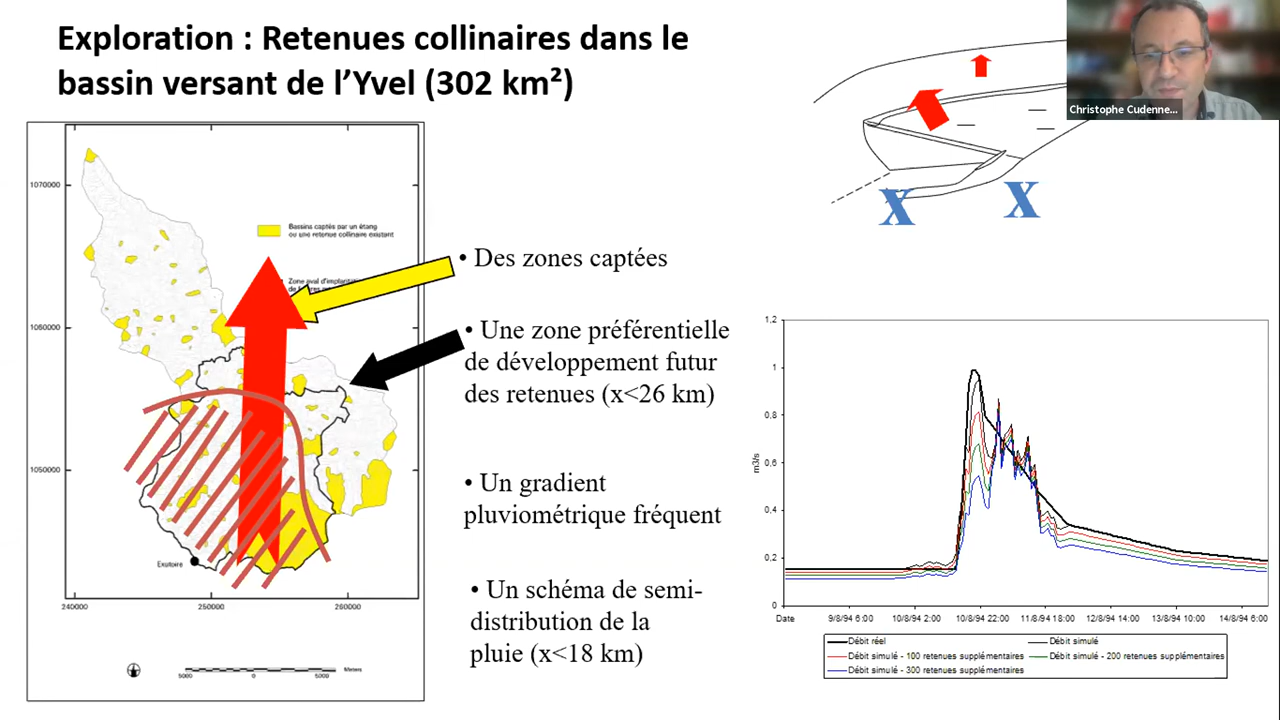 Exploration : Retenues collinaires dans le
bassin versant de l’Yvel (302 km²)
Christophe Cudenne...
1070000
1060000
1050000
240000
250000
260000
Bassins captés par un étang
ou une retenue collinaire existant
Zone aval d'implantat
Exutoire
5000
0
5000
Meters
• Des zones captées
• Une zone préférentielle
de développement futur
des retenues (x<26 km)
• Un gradient
pluviométrique fréquent
• Un schéma de semi-
distribution de la
pluie (x<18 km)
X
X
1,2
1
0,8
0,6
0,4
0,2
0
m3/s
Date
9/8/94 6:00
10/8/94 2:00
10/8/94 22:00
11/8/94 18:00
12/8/94 14:00
13/8/94 10:00
14/8/94 6:00
Débit réel
Débit simulé
Débit simulé - 100 retenues supplémentaires
Débit simulé - 200 retenues supplémentaires
Débit simulé - 300 retenues supplémentaires